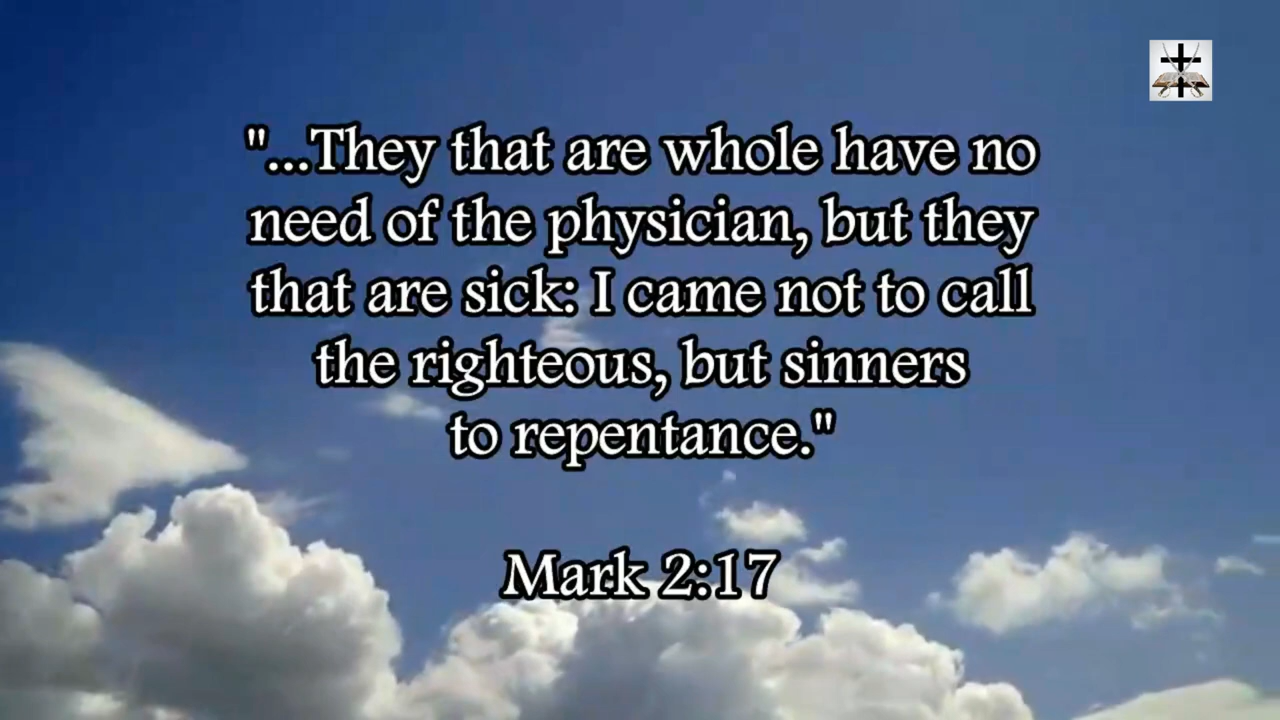 "...They that are whole have no
need of the physician, but they
that are sick: I came not to call
the righteous, but sinners
to repentance."
Mark 2:17